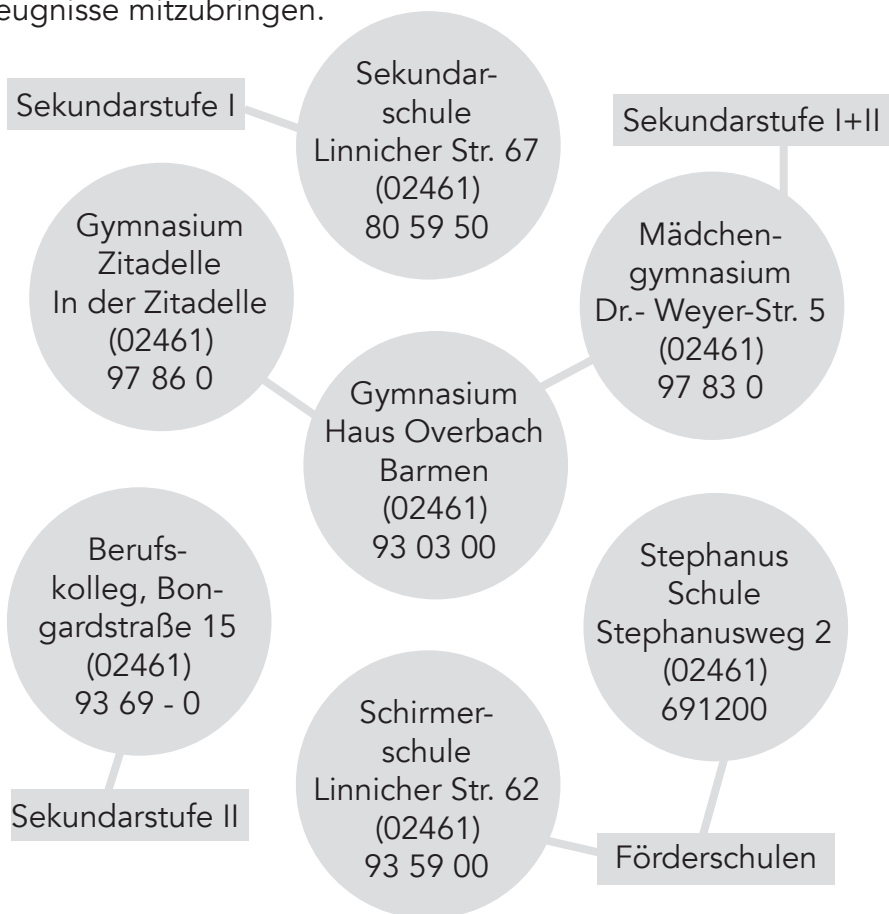 eugnisse mitzubringen.
Sekundarstufe I
Sekundar-
schule
Linnicher Str. 67
(02461)
80 59 50
Sekundarstufe I+II
Gymnasium
Zitadelle
In der Zitadelle
(02461)
97 86 0
Mädchen-
gymnasium
Dr.- Weyer-Str. 5
(02461)
97 83 0
Gymnasium
Haus Overbach
Barmen
(02461)
93 03 00
Berufs-
kolleg, Bon-
gardstraße 15
(02461)
93 69 - 0
Stephanus
Schule
Stephanusweg 2
(02461)
691200
Schirmer-
schule
Linnicher Str. 62
(02461)
93 59 00
Sekundarstufe II
Förderschulen